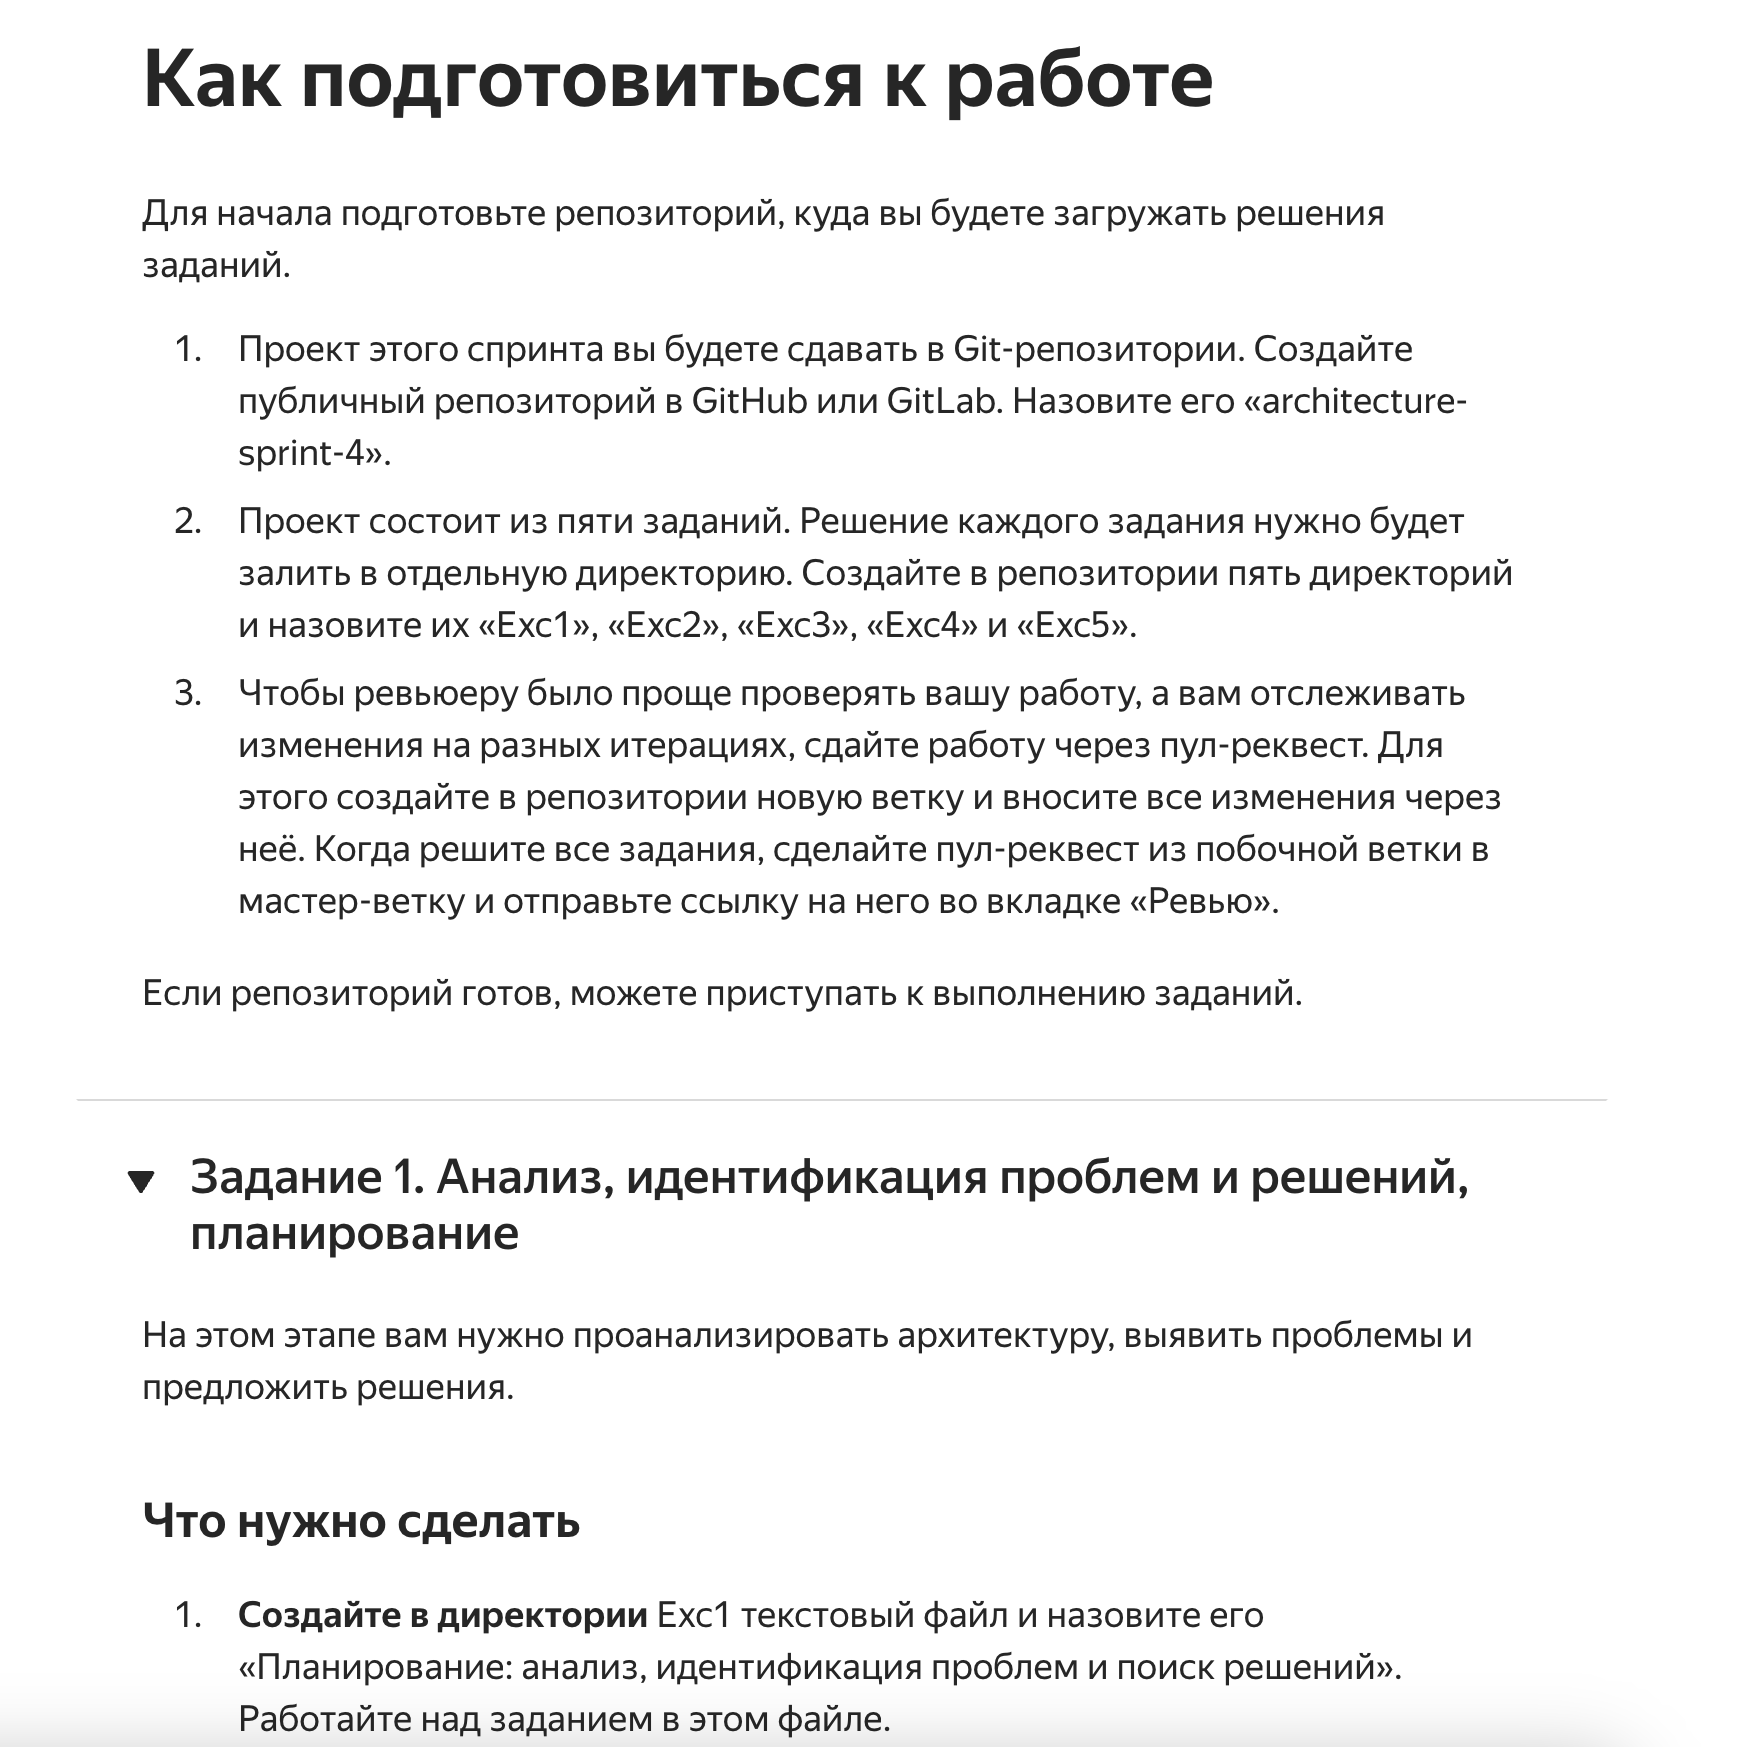 Как подготовиться к работе
Для начала подготовьте репозиторий, куда вы будете загружать решения
заданий.
1. Проект этого спринта вы будете сдавать в Git-репозитории. Создайте
публичный репозиторий в GitHub или GitLab. Назовите его «architecture-
sprint-4».
2. Проект состоит из пяти заданий. Решение каждого задания нужно будет
залить в отдельную директорию. Создайте в репозитории пять директорий
и назовите их «Exc1», «Exc2», «Exc3», «Exc4» и «Exc5».
3. Чтобы ревьюеру было проще проверять вашу работу, а вам отслеживать
изменения на разных итерациях, сдайте работу через пул-реквест. Для
этого создайте в репозитории новую ветку и вносите все изменения через
неё. Когда решите все задания, сделайте пул-реквест из побочной ветки в
мастер-ветку и отправьте ссылку на него во вкладке «Ревью».
Если репозиторий готов, можете приступать к выполнению заданий.
Задание 1. Анализ, идентификация проблем и решений,
планирование
На этом этапе вам нужно проанализировать архитектуру, выявить проблемы и
предложить решения.
Что нужно сделать
1. Создайте в директории Exc1 текстовый файл и назовите его
«Планирование: анализ, идентификация проблем и поиск решений».
Работайте над заданием в этом файле.